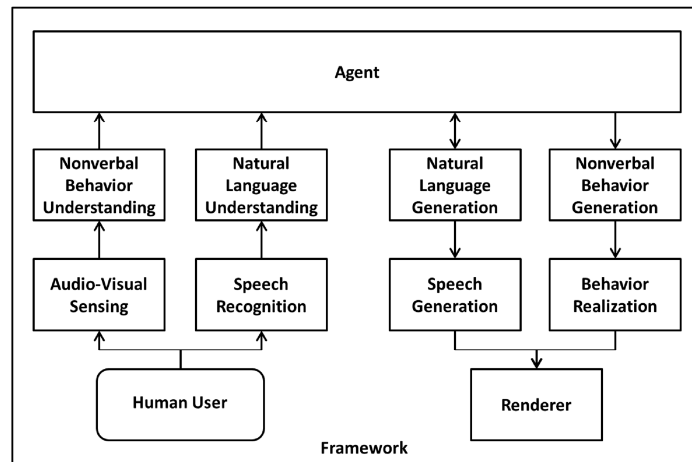 Agent
Nonverbal
Behavior
Understanding
Natural
Language
Understanding
Natural
Language
Generation
Nonverbal
Behavior
Generation
Audio-Visual
Sensing
Speech
Recognition
Speech
Generation
Behavior
Realization
Human User
Renderer
Framework